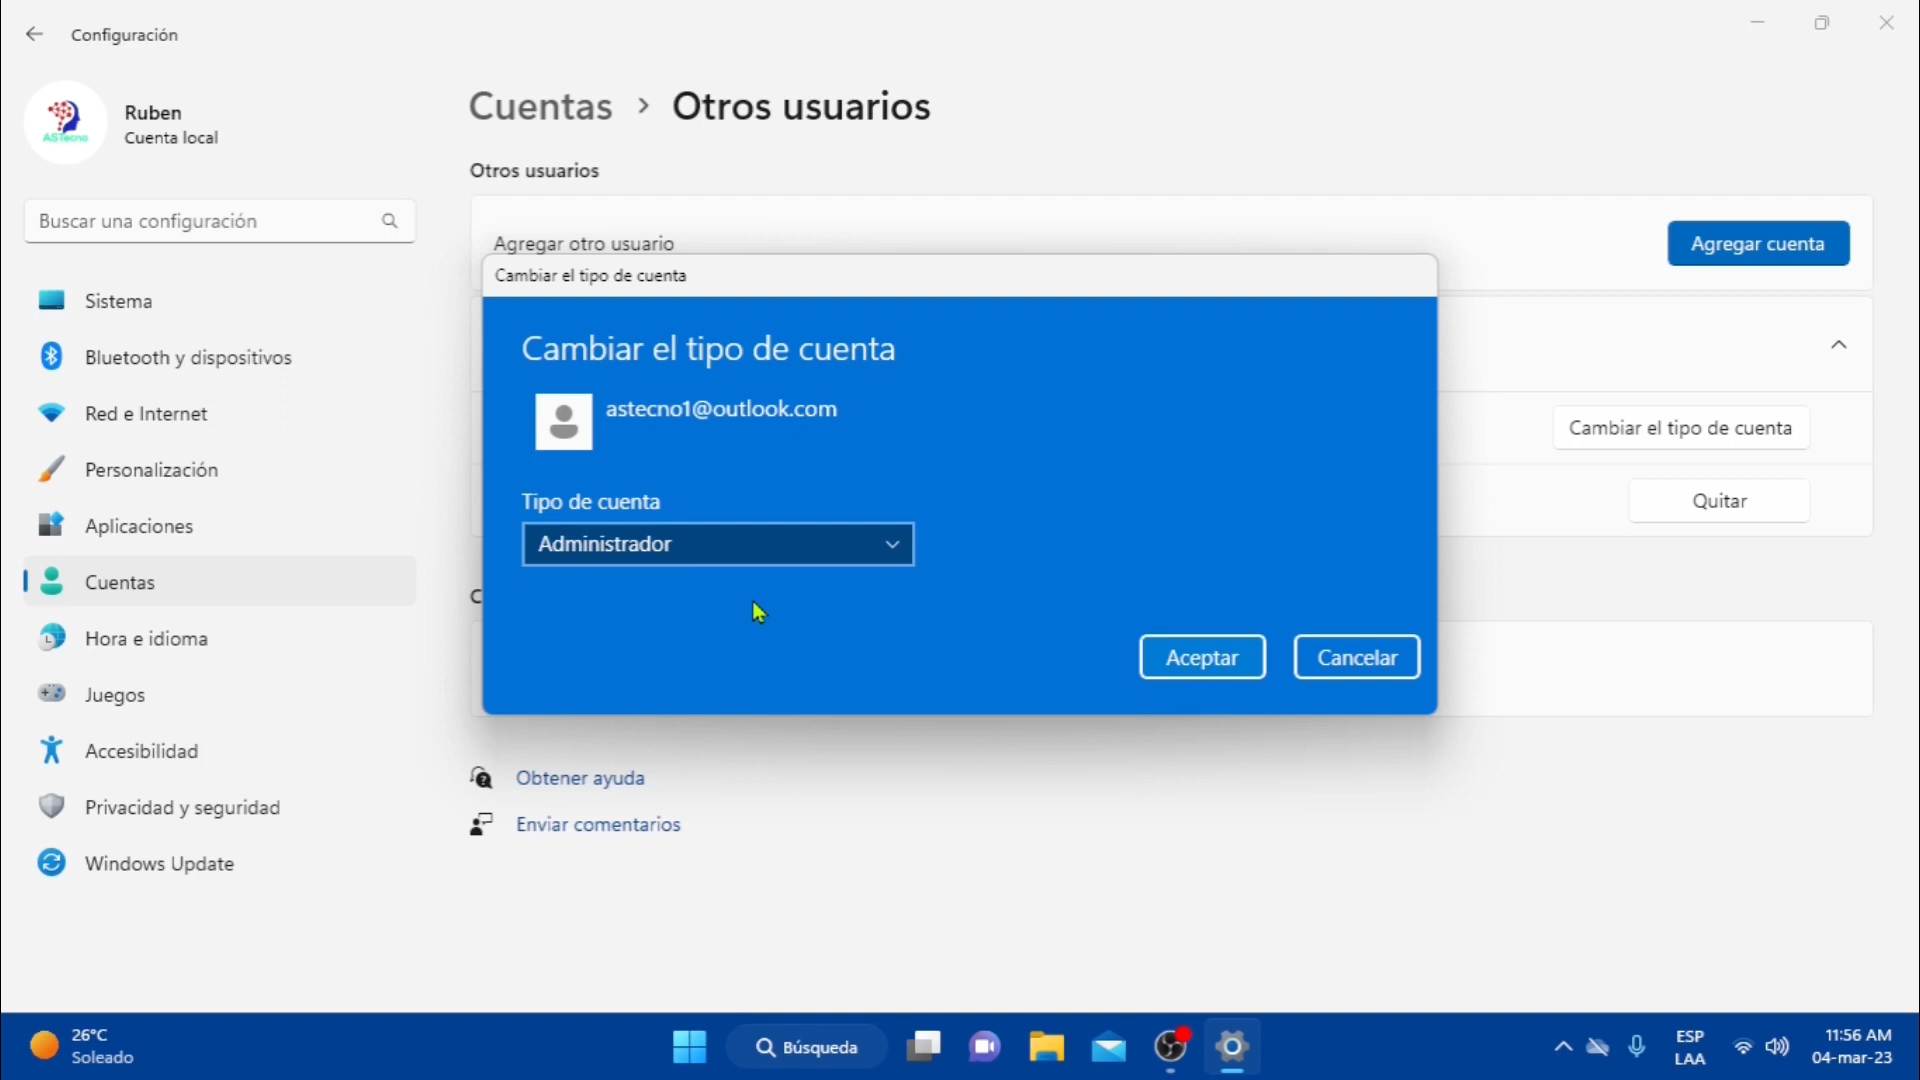 Configuración
ASTecno
Ruben
Cuenta local
Buscar una configuración
Sistema
Bluetooth y dispositivos
Red e Internet
Personalización
Aplicaciones
Cuentas
Hora e idioma
Juegos
Accesibilidad
Privacidad y seguridad
Windows Update
Cuentas > Otros usuarios
Otros usuarios
Agregar otro usuario
Agregar cuenta
Cambiar el tipo de cuenta
Quitar
C
Cambiar el tipo de cuenta
Cambiar el tipo de cuenta
astecno1@outlook.com
Tipo de cuenta
Administrador
Aceptar
Cancelar
Obtener ayuda
Enviar comentarios
26°C
Soleado
Búsqueda
ESP
LAA
11:56 AM
04-mar-23